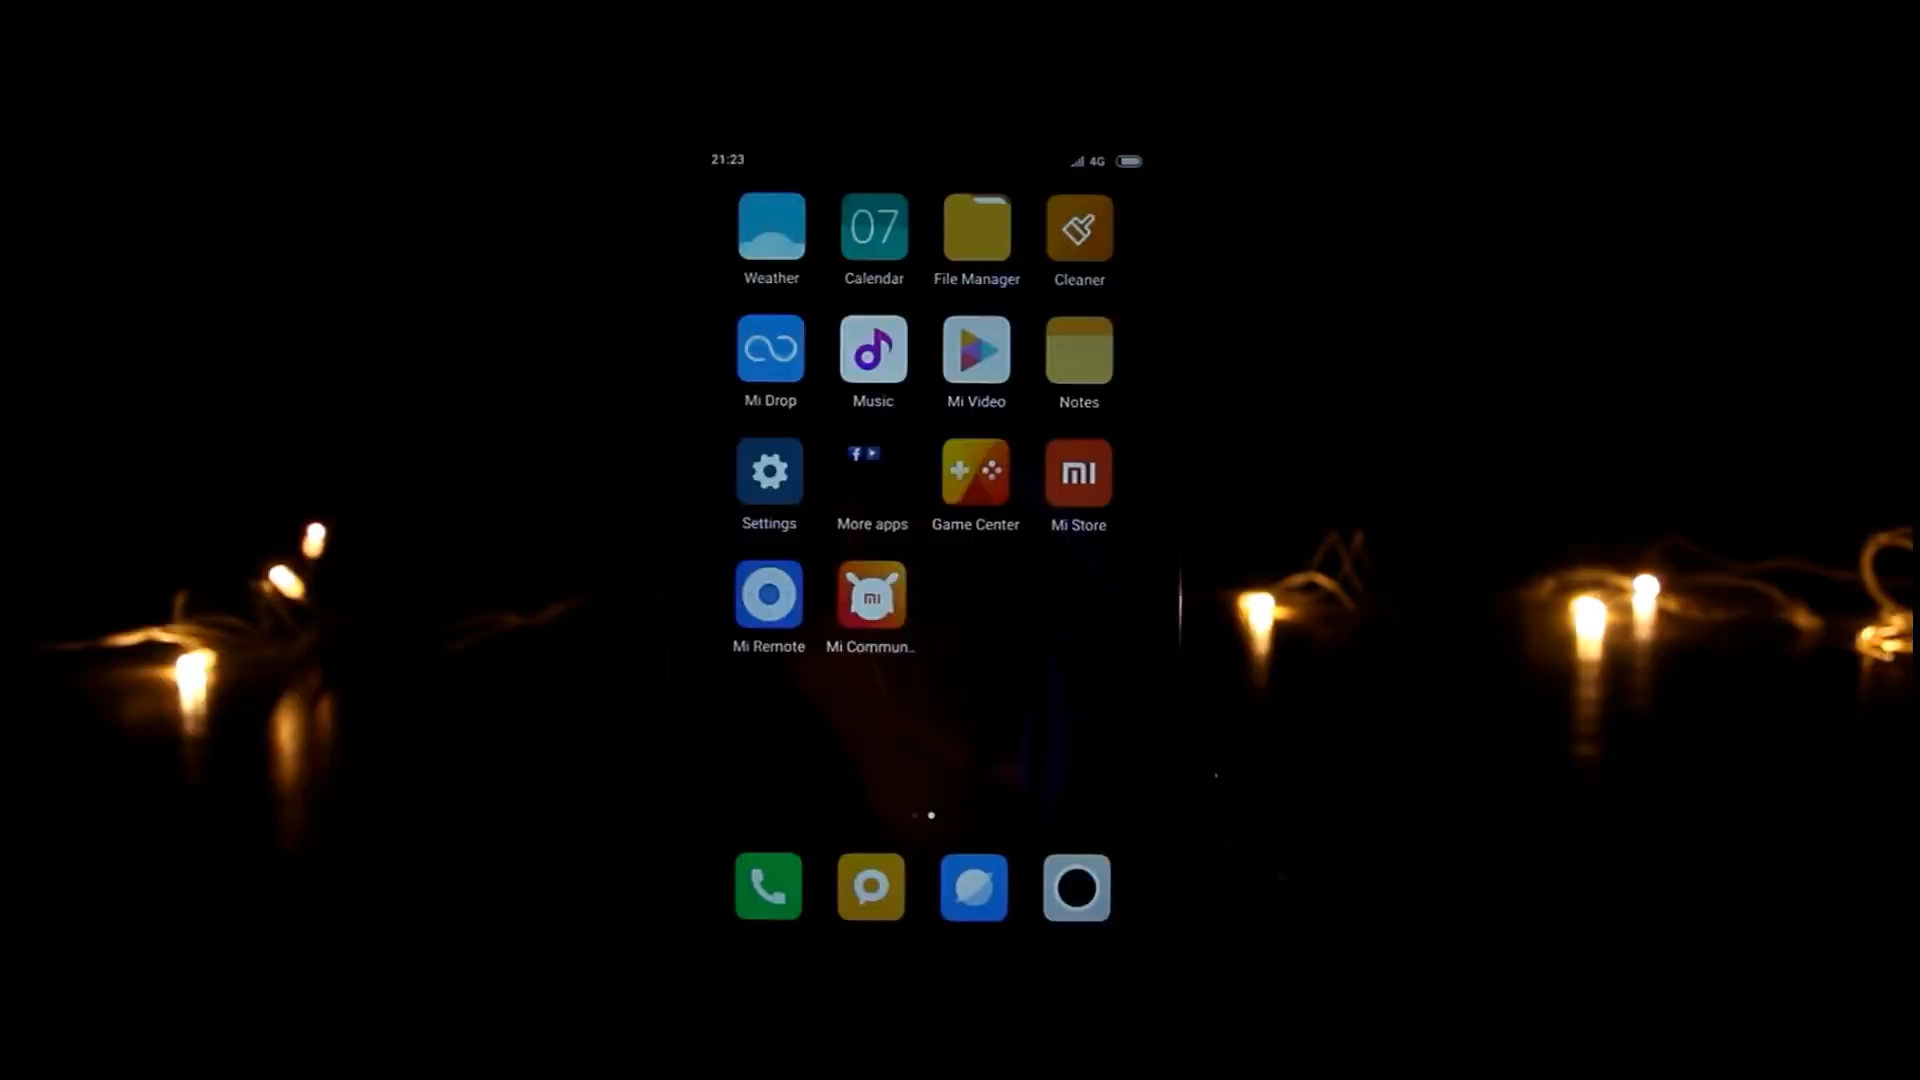 21:23 4G
07
Weather Calendar File Manager Cleaner
Mi Drop Music Mi Video Notes
f
mi
Settings More apps Game Center Mi Store
mi
Mi Remote Mi Commun..